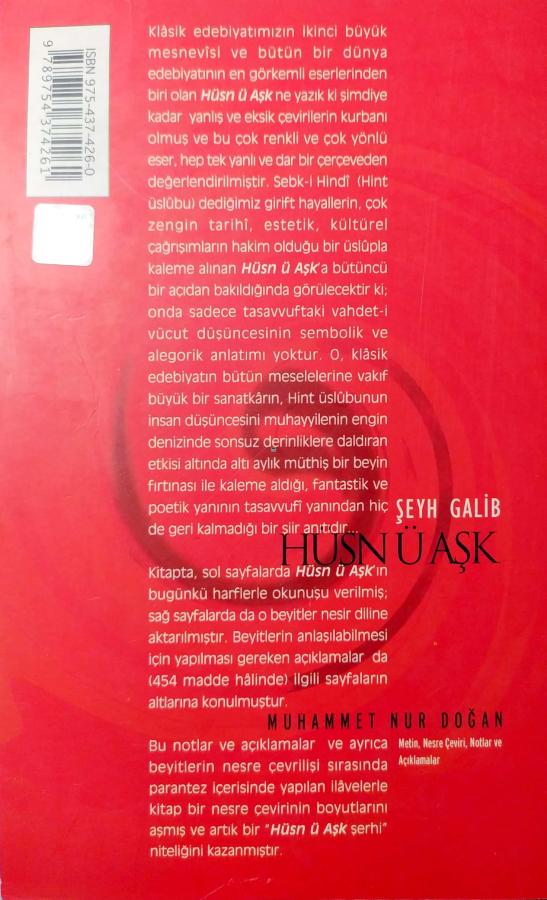 ISBN 975-437-426-0
9 789754 374261
Klâsik edebiyatımızın ikinci büyük
mesnevîsi ve bütün bir dünya
edebiyatının en görkemli eserlerinden
biri olan Hüsn ü Aşk ne yazık ki şimdiye
kadar yanlış ve eksik çevirilerin kurbanı
olmuş ve bu çok renkli ve çok yönlü
eser, hep tek yanlı ve dar bir çerçeveden
değerlendirilmiştir. Sebk-i Hindî (Hint
üslûbu) dediğimiz girift hayallerin, çok
zengin tarihî, estetik, kültürel
çağrışımların hakim olduğu bir üslûpla
kaleme alınan Hüsn ü Aşk'a bütüncü
bir açıdan bakıldığında görülecektir ki;
onda sadece tasavvuftaki vahdet-i
vücut düşüncesinin sembolik ve
alegorik anlatımı yoktur. O, klâsik
edebiyatın bütün meselelerine vakıf
büyük bir sanatkârın, Hint üslûbunun
insan düşüncesini muhayyilenin engin
denizinde sonsuz derinliklere daldıran
etkisi altında altı aylık müthiş bir beyin
fırtınası ile kaleme aldığı, fantastik ve
poetik yanının tasavvufî yanından hiç
de geri kalmadığı bir şiir anıtıdır...
ŞEYH GALİB
HÜSN Ü AŞK
Kitapta, sol sayfalarda Hüsn ü Aşk'ın
bugünkü harflerle okunuşu verilmiş;
sağ sayfalarda da o beyitler nesir diline
aktarılmıştır. Beyitlerin anlaşılabilmesi
için yapılması gereken açıklamalar da
(454 madde hâlinde) ilgili sayfaların
altlarına konulmuştur.
MUHAMMET NUR DOĞAN
Metin, Nesre Çeviri, Notlar ve
Açıklamalar
Bu notlar ve açıklamalar ve ayrıca
beyitlerin nesre çevrilişi sırasında
parantez içerisinde yapılan ilâvelerle
kitap bir nesre çevirinin boyutlarını
aşmış ve artık bir "Hüsn ü Aşk şerhi"
niteliğini kazanmıştır.